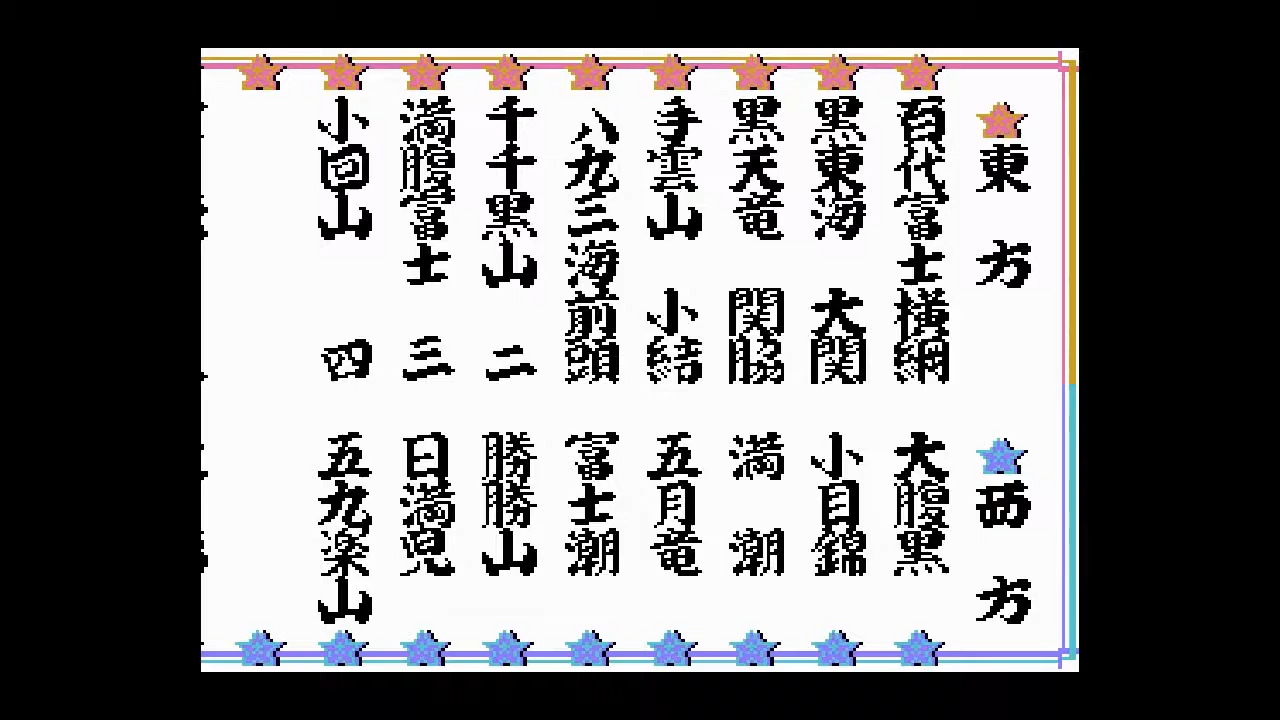 東方
百代富士横綱
黒東海 大関
黒天竜 関脇
手雲山 小結
八九三海前頭
千千黒山 二
満腹富士 三
小回山 四
西方
大腹黒
小目錦
満潮
五月竜
富士潮
勝勝山
日満児
五九楽山